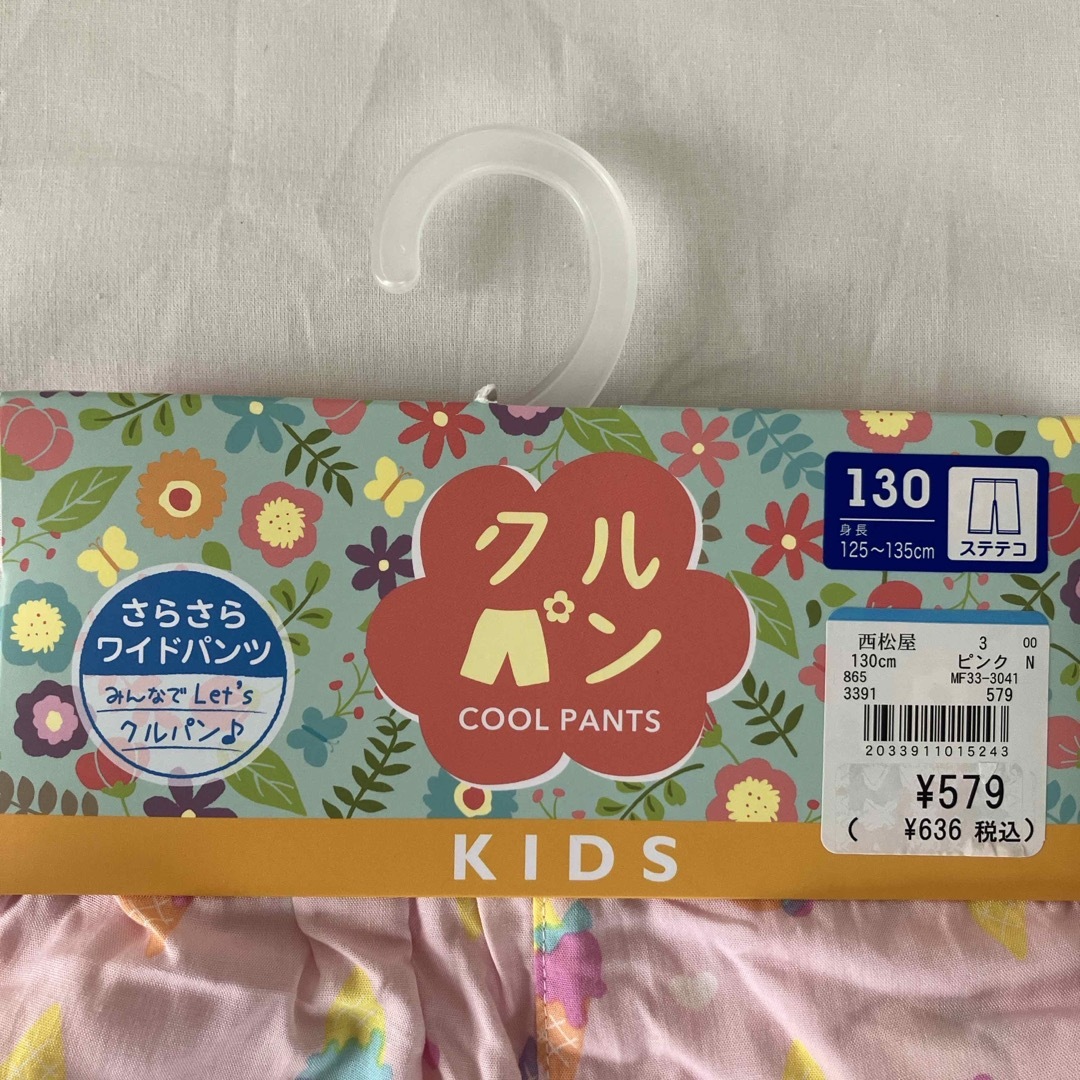 クル
パン
COOL PANTS
さらさら
ワイドパンツ
みんなで Let's
クルパン♪
130
身長
125～135cm
ステテコ
西松屋 3 00
130cm ピンク N
865 MF33-3041
3391 579
2033911015243
¥579
( ¥636 税込)
KIDS